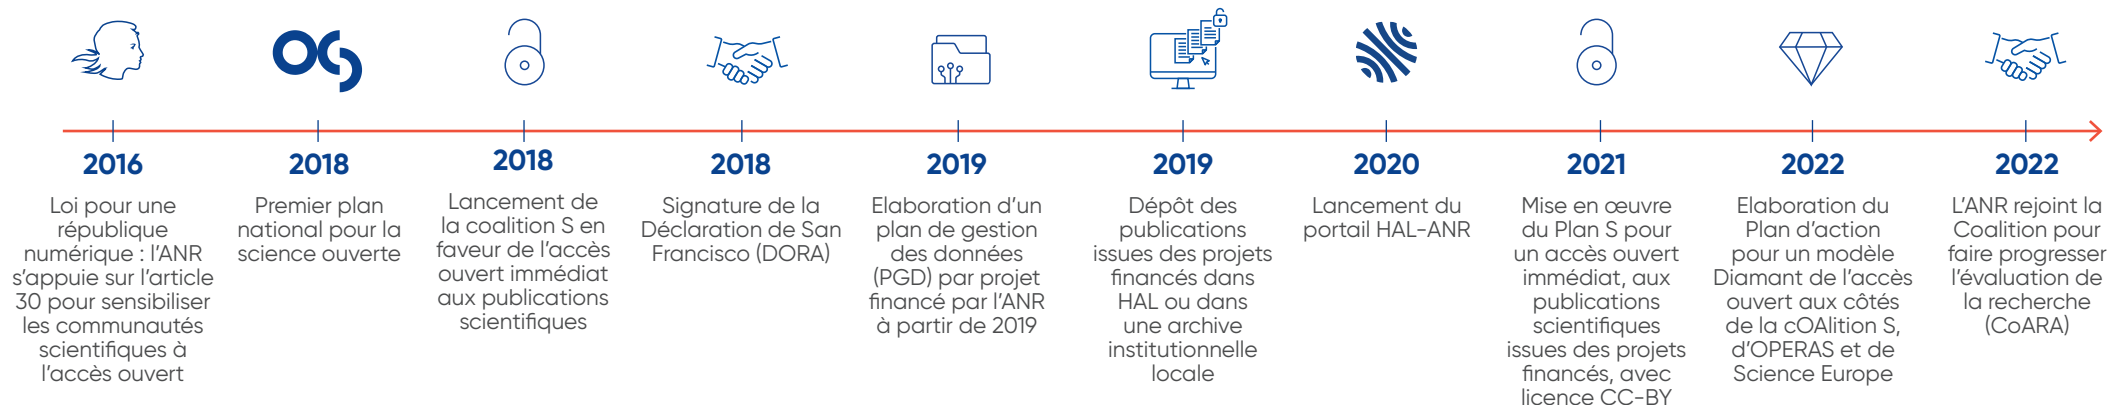 2016
Loi pour une
république
numérique : l'ANR
s'appuie sur l'article
30 pour sensibiliser
les communautés
scientifiques à
l'accès ouvert
2018
Premier plan
national pour la
science ouverte
2018
Lancement de
la coalition S en
faveur de l'accès
ouvert immédiat
aux publications
scientifiques
2018
Signature de la
Déclaration de San
Francisco (DORA)
2019
Elaboration d'un
plan de gestion
des données
(PGD) par projet
financé par l'ANR
à partir de 2019
2019
Dépôt des
publications
issues des projets
financés dans
HAL ou dans
une archive
institutionnelle
locale
2020
Lancement du
portail HAL-ANR
2021
Mise en œuvre
du Plan S pour
un accès ouvert
immédiat, aux
publications
scientifiques
issues des projets
financés, avec
licence CC-BY
2022
Elaboration du
Plan d'action
pour un modèle
Diamant de l'accès
ouvert aux côtés
de la cOAlition S,
d'OPERAS et de
Science Europe
2022
L'ANR rejoint la
Coalition pour
faire progresser
l'évaluation de
la recherche
(CoARA)